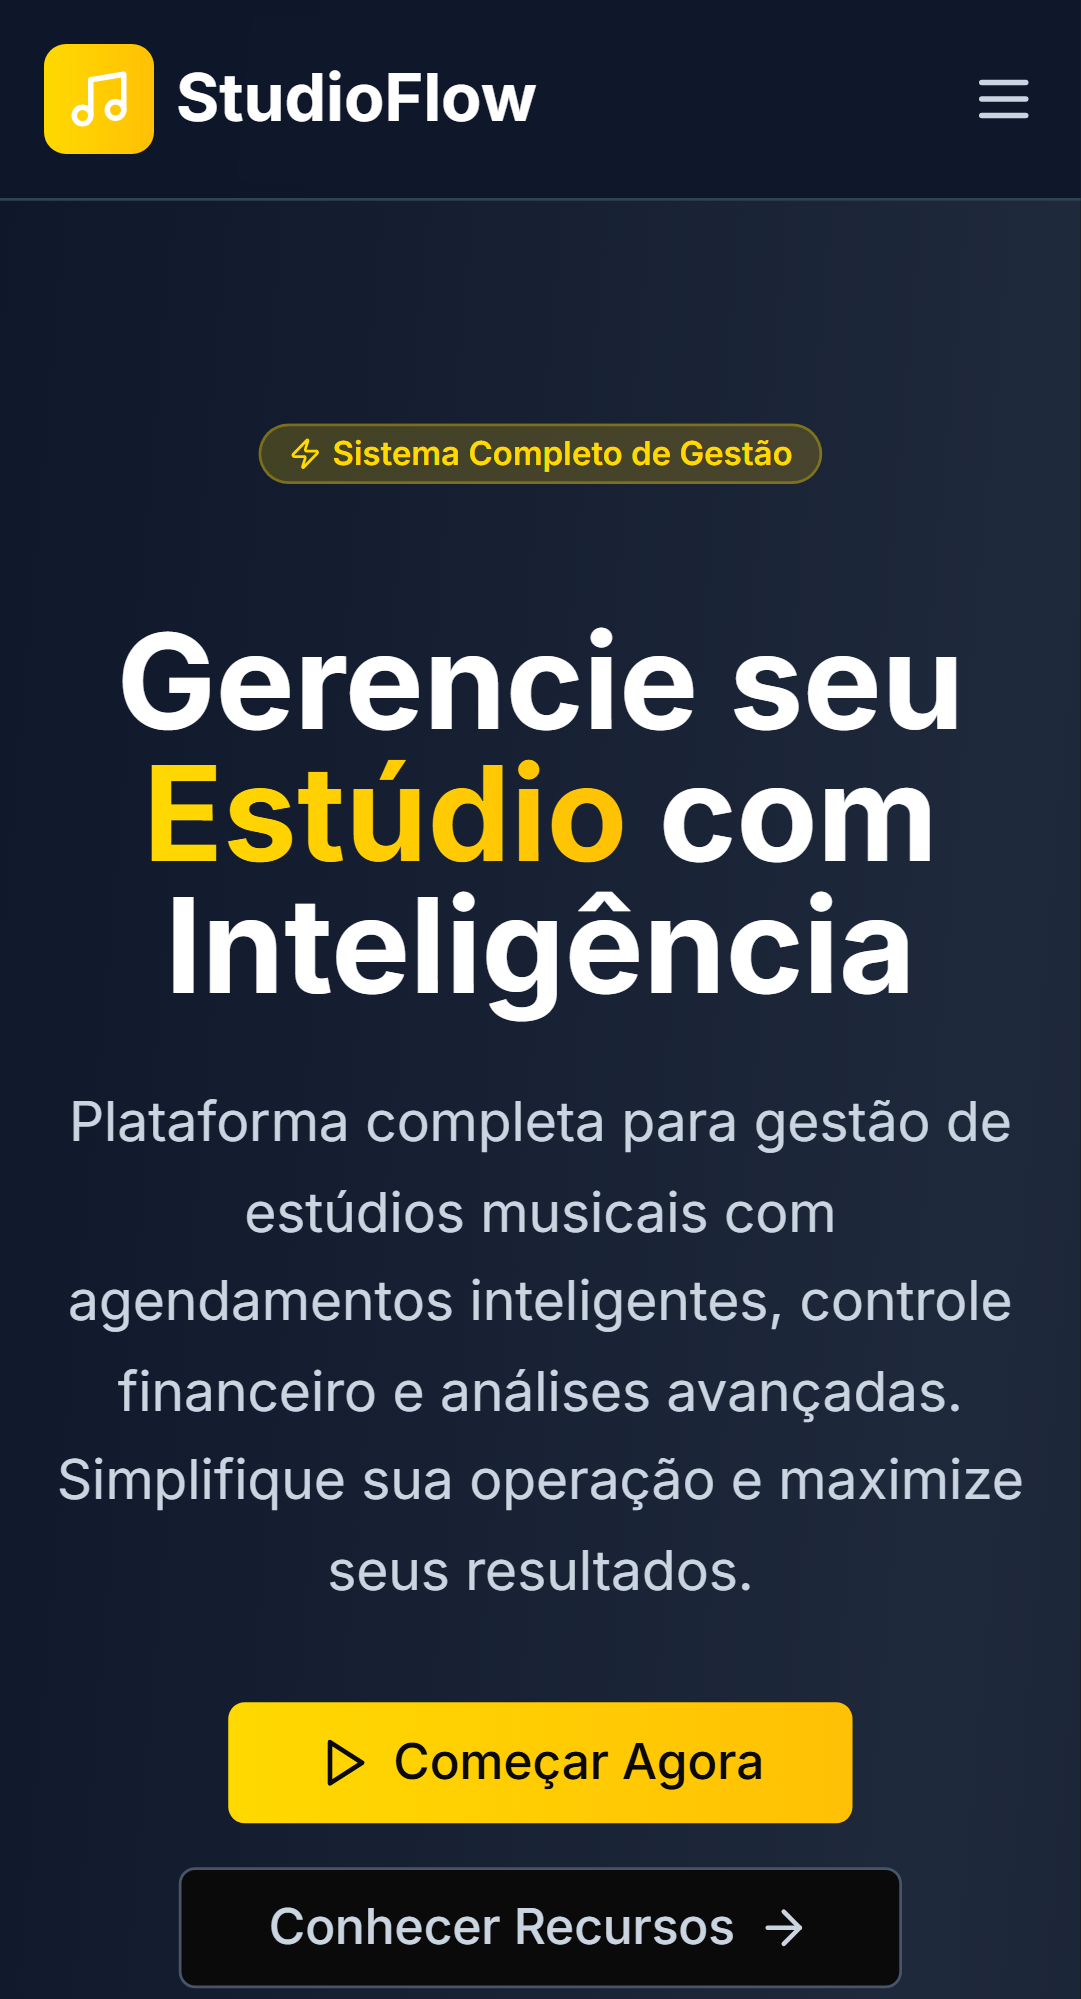 StudioFlow
Sistema Completo de Gestão
Gerencie seu
Estúdio com
Inteligência
Plataforma completa para gestão de
estúdios musicais com
agendamentos inteligentes, controle
financeiro e análises avançadas.
Simplifique sua operação e maximize
seus resultados.
Começar Agora
Conhecer Recursos